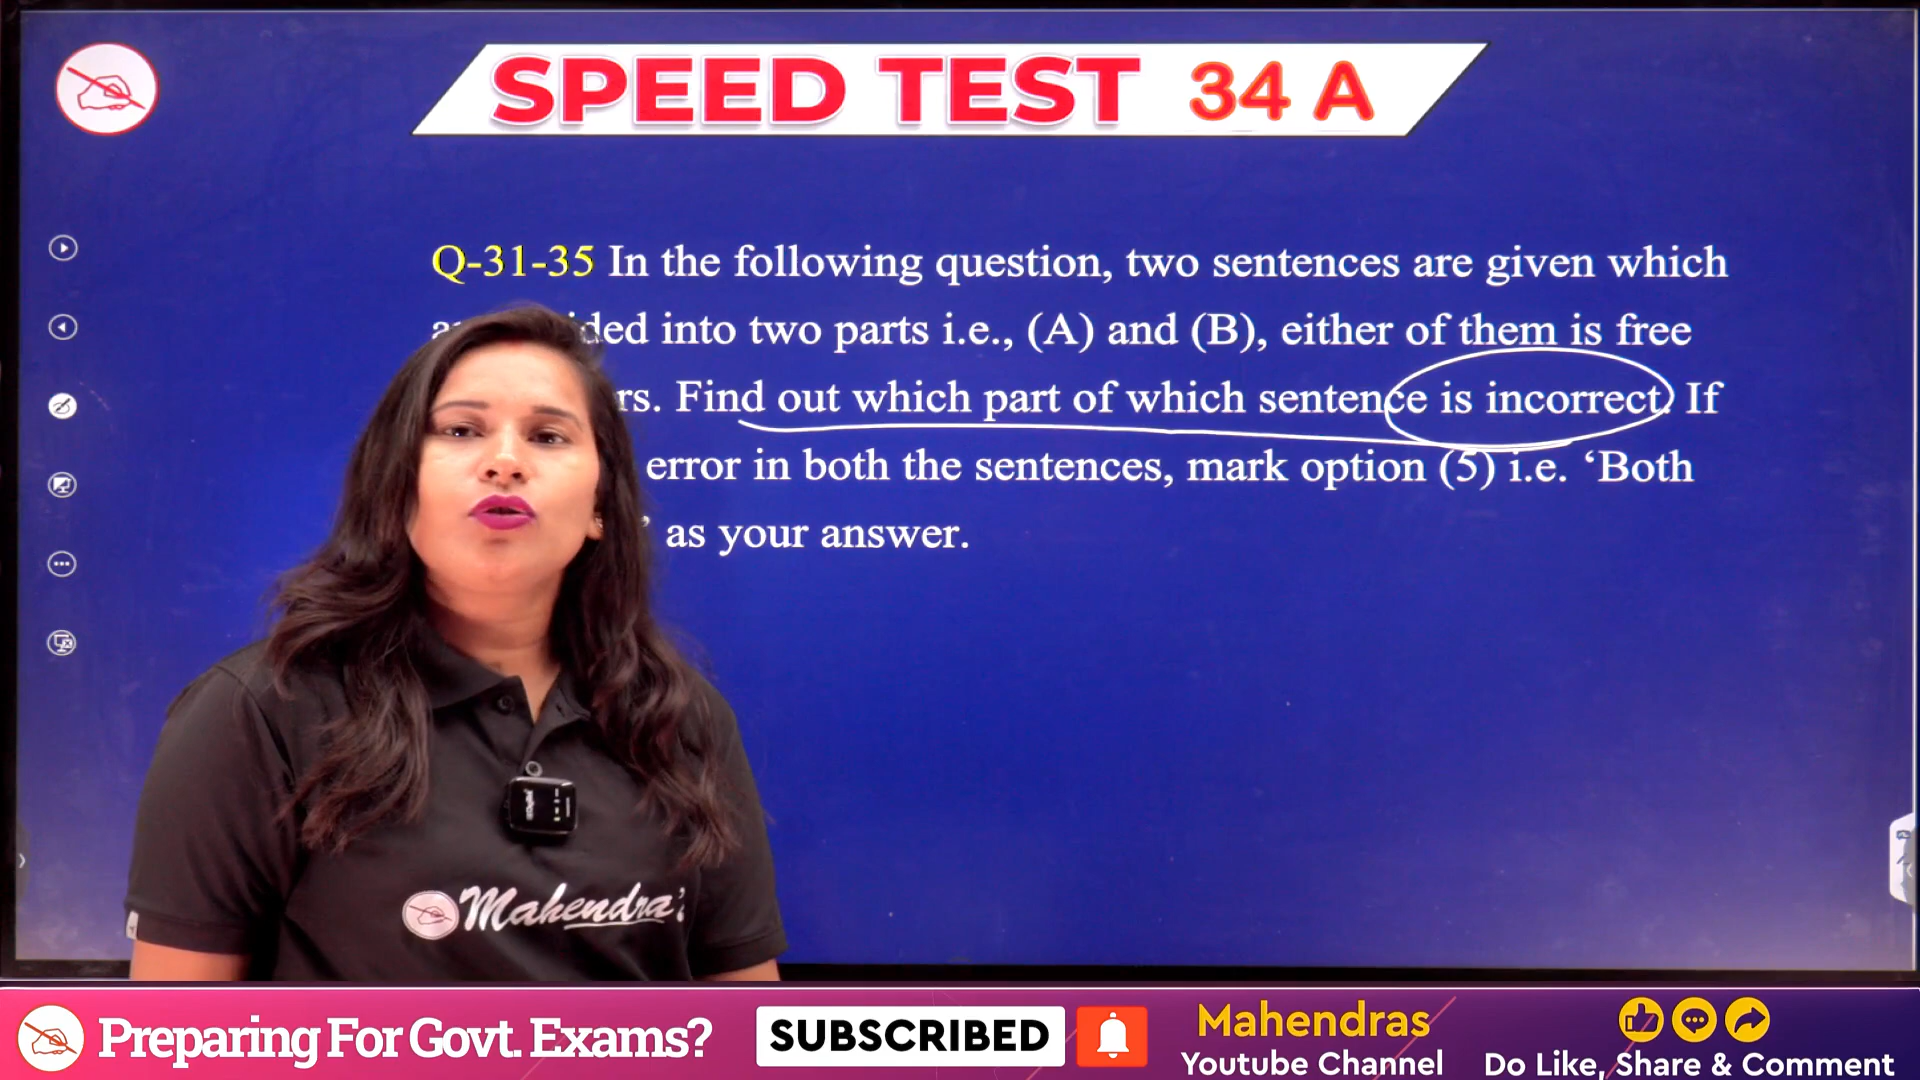 SPEED TEST 34 A
Q-31-35 In the following question, two sentences are given which
into two parts i.e., (A) and (B), either of them is free
Find out which part of which sentence is incorrect. If
error in both the sentences, mark option (5) i.e. ‘Both
’ as your answer.
Mahendra's
Preparing For Govt. Exams?
SUBSCRIBED
Mahendras
Youtube Channel
Do Like, Share & Comment